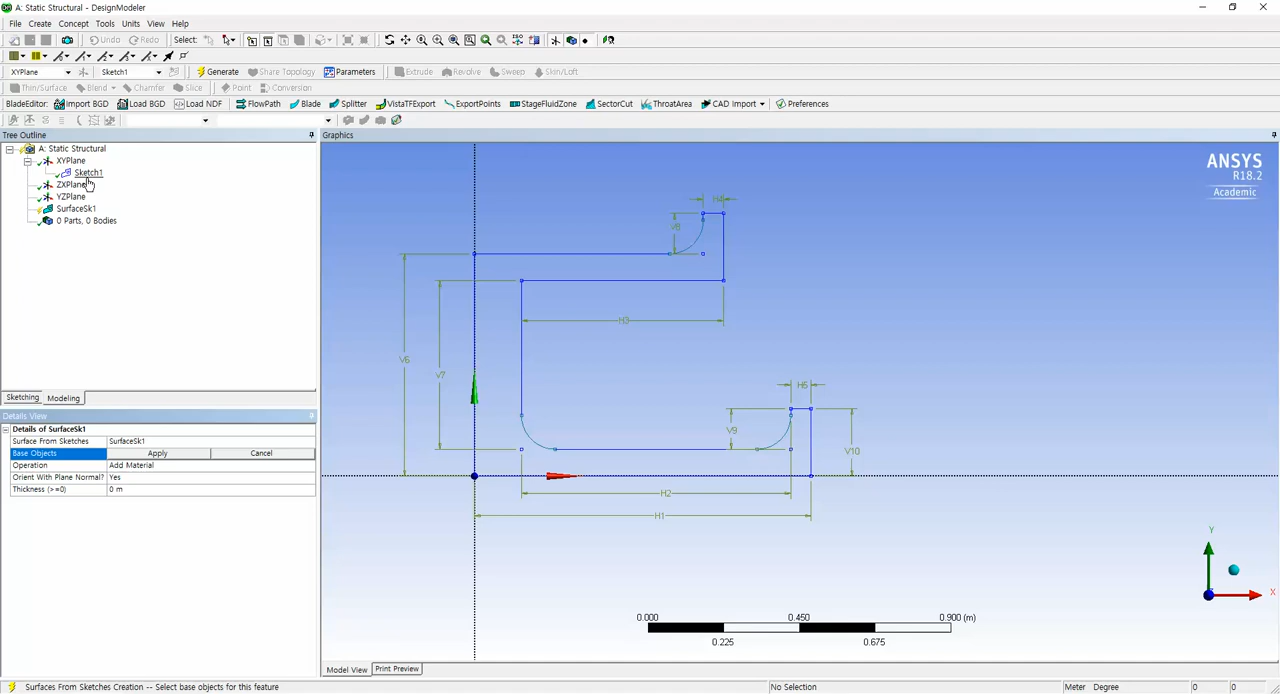 A: Static Structural - DesignModeler
File Create Concept Tools Units View Help
Undo Redo Select:
XYPlane Sketch1 Generate Share Topology Parameters Extrude Revolve Sweep Skin/Loft
Thin/Surface Blend Chamfer Slice Point Conversion
BladeEditor: Import BGD Load BGD Load NDF FlowPath Blade Splitter VistaTFExport ExportPoints StageFluidZone SectorCut ThroatArea CAD Import Preferences
Tree Outline
A: Static Structural
XYPlane
Sketch1
ZXPlane
YZPlane
SurfaceSk1
0 Parts, 0 Bodies
Sketching Modeling
Details View
Details of SurfaceSk1
Surface From Sketches SurfaceSk1
Base Objects Apply Cancel
Operation Add Material
Orient With Plane Normal? Yes
Thickness (>=0) 0 m
Graphics
ANSYS
R18.2
Academic
H4
V8
H3
V6
V7
H5
V9
V10
H2
H1
Y
X
0.000 0.450 0.900 (m)
0.225 0.675
Model View Print Preview
Surfaces From Sketches Creation -- Select base objects for this feature No Selection Meter Degree 0 0